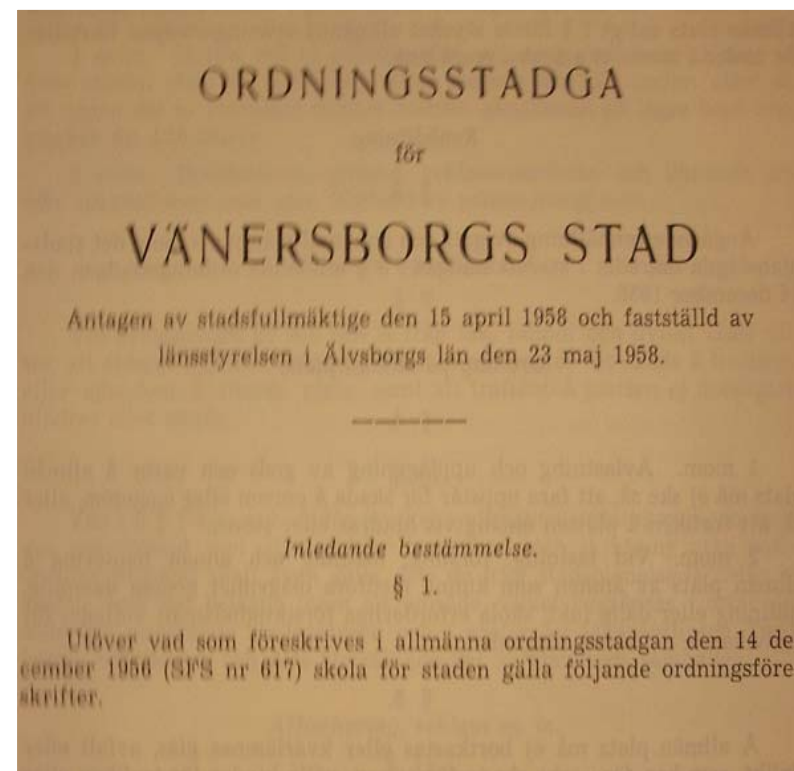 ORDNINGSSTADGA
för
VÄNERSBORGS STAD
Antagen av stadsfullmäktige den 15 april 1958 och fastställd av
länsstyrelsen i Älvsborgs län den 23 maj 1958.
Inledande bestämmelse.
§ 1.
Utöver vad som föreskrives i allmänna ordningsstadgan den 14 de
cember 1956 (SFS nr 617) skola för staden gälla följande ordningsföre
skrifter.